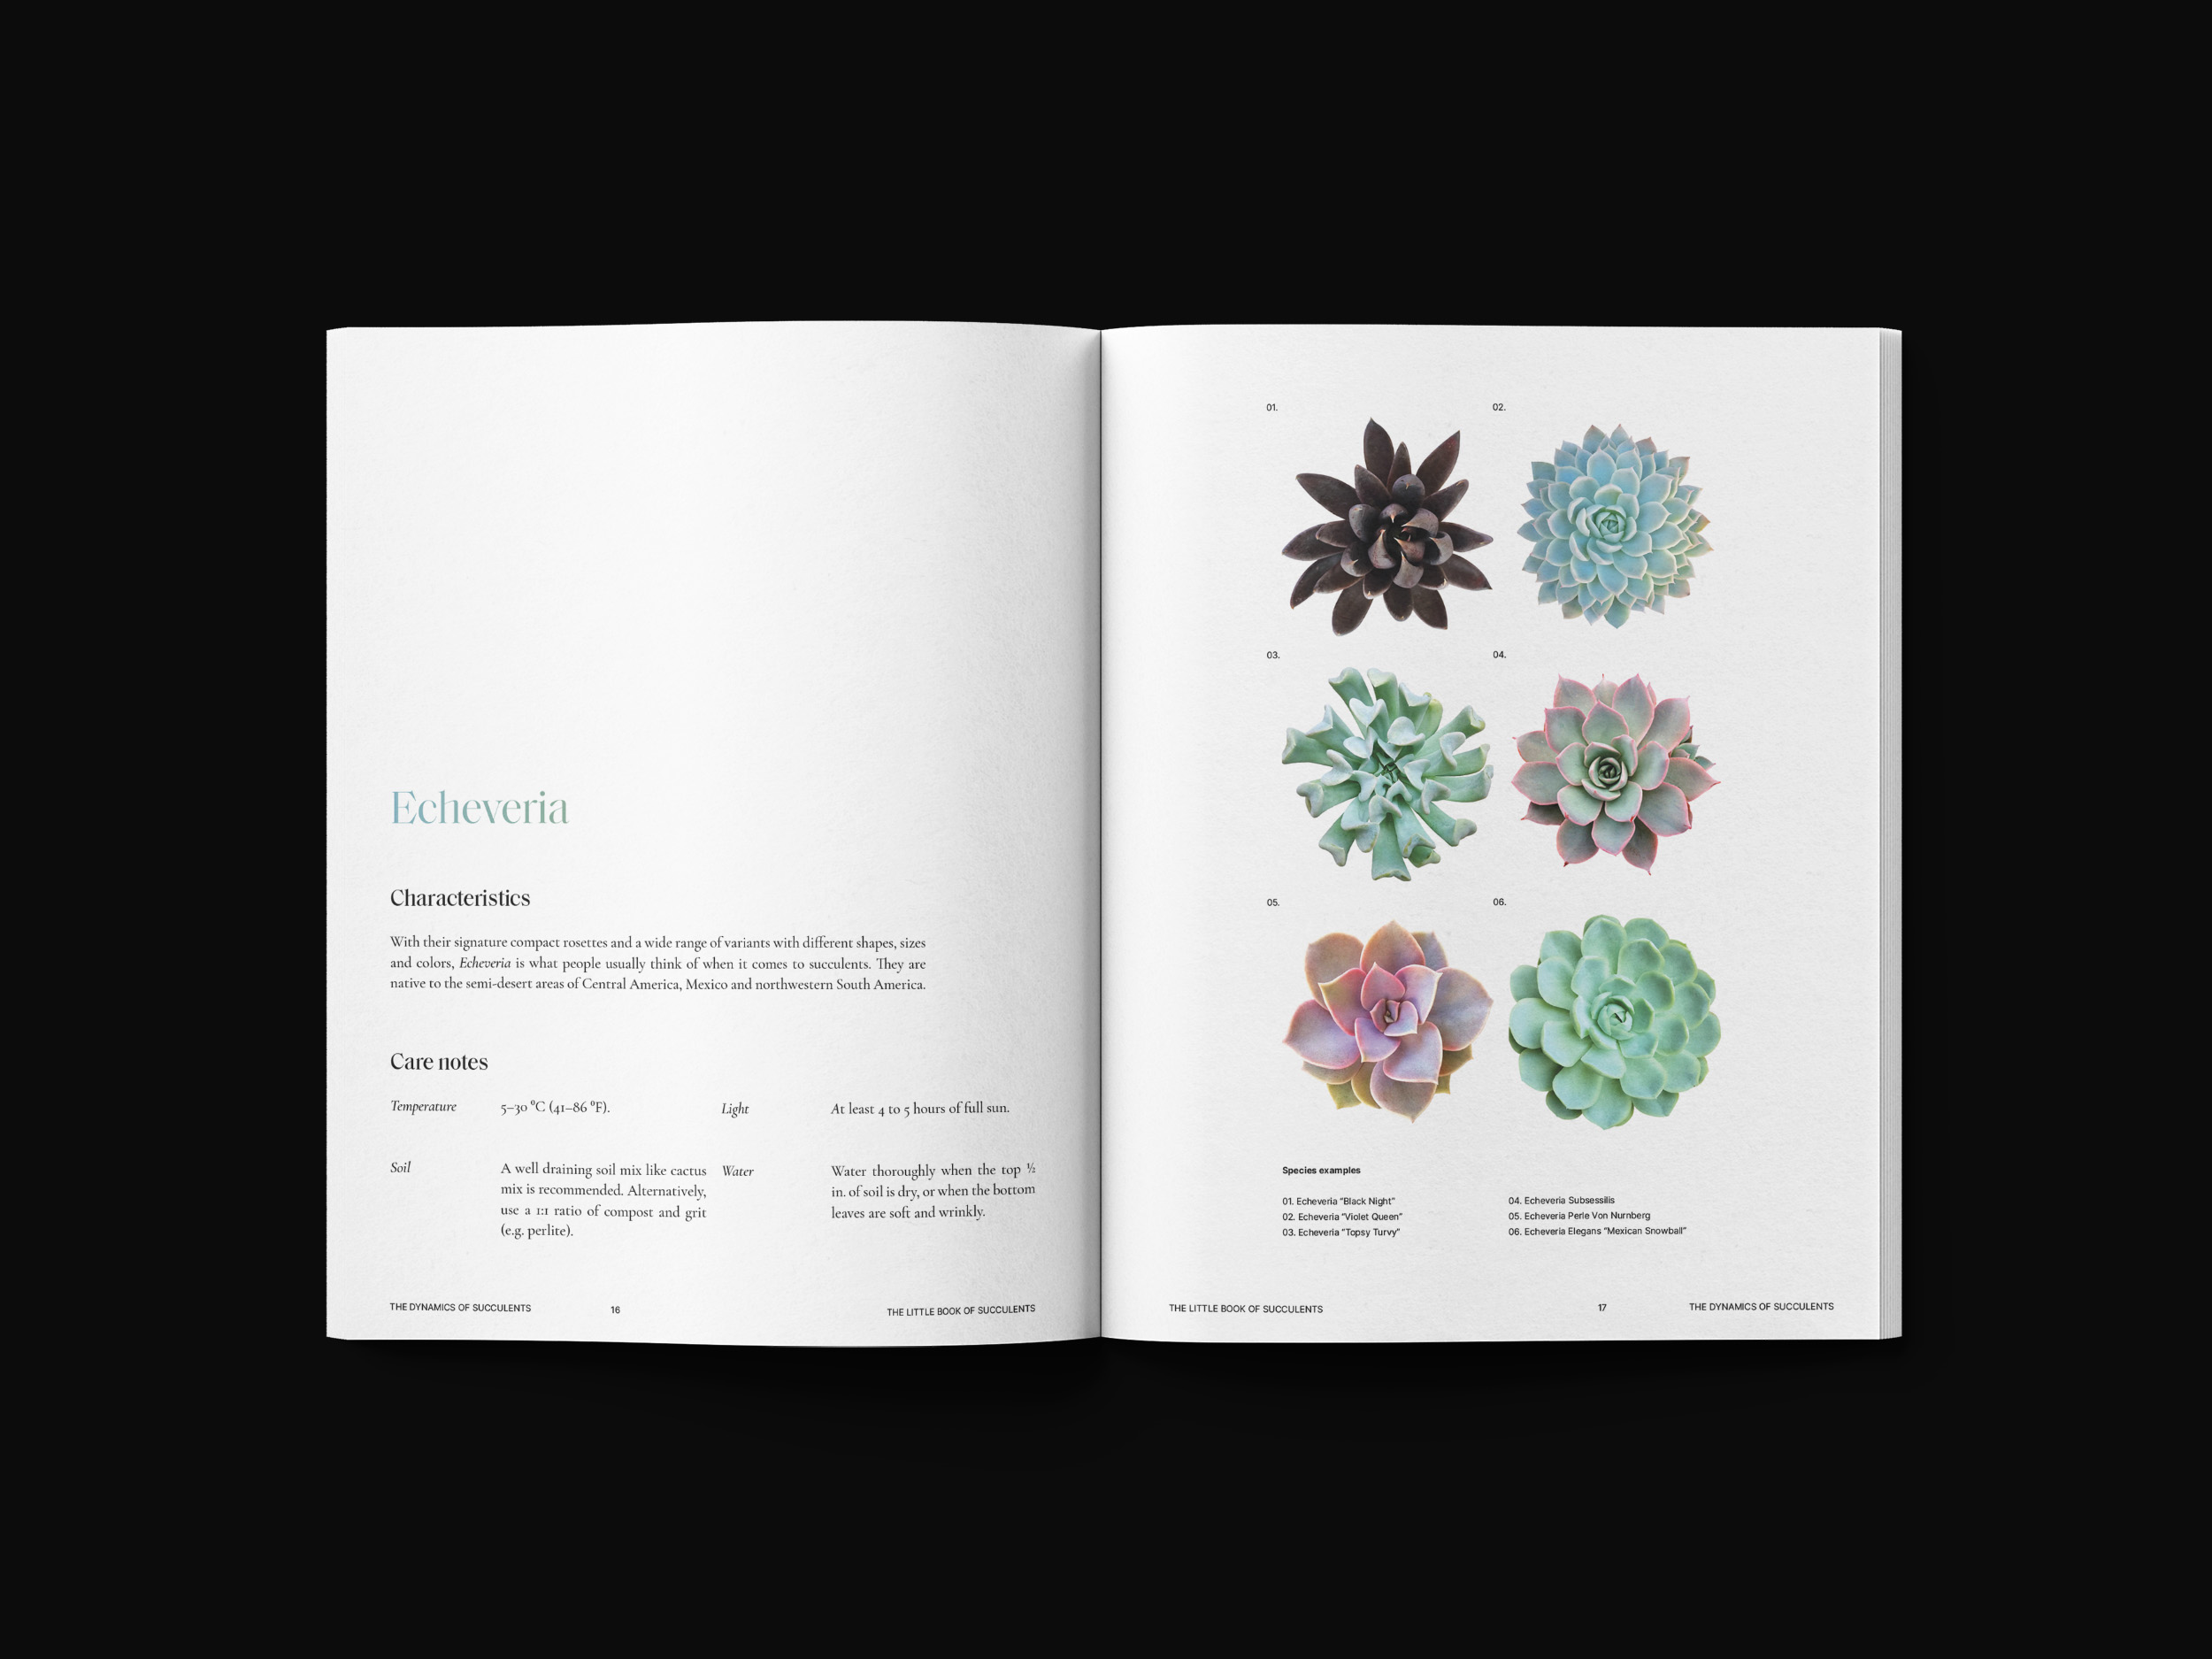 Echeveria
Characteristics
With their signature compact rosettes and a wide range of variants with different shapes, sizes
and colors, Echeveria is what people usually think of when it comes to succulents. They are
native to the semi-desert areas of Central America, Mexico and northwestern South America.
Care notes
Temperature
5–30 °C (41–86 °F).
Light
At least 4 to 5 hours of full sun.
Soil
A well draining soil mix like cactus
mix is recommended. Alternatively,
use a 1:1 ratio of compost and grit
(e.g. perlite).
Water
Water thoroughly when the top ½
in. of soil is dry, or when the bottom
leaves are soft and wrinkly.
THE DYNAMICS OF SUCCULENTS
16
THE LITTLE BOOK OF SUCCULENTS
01.
02.
03.
04.
05.
06.
Species examples
01. Echeveria “Black Night”
02. Echeveria “Violet Queen”
03. Echeveria “Topsy Turvy”
04. Echeveria Subsessilis
05. Echeveria Perle Von Nurnberg
06. Echeveria Elegans “Mexican Snowball”
THE LITTLE BOOK OF SUCCULENTS
17
THE DYNAMICS OF SUCCULENTS